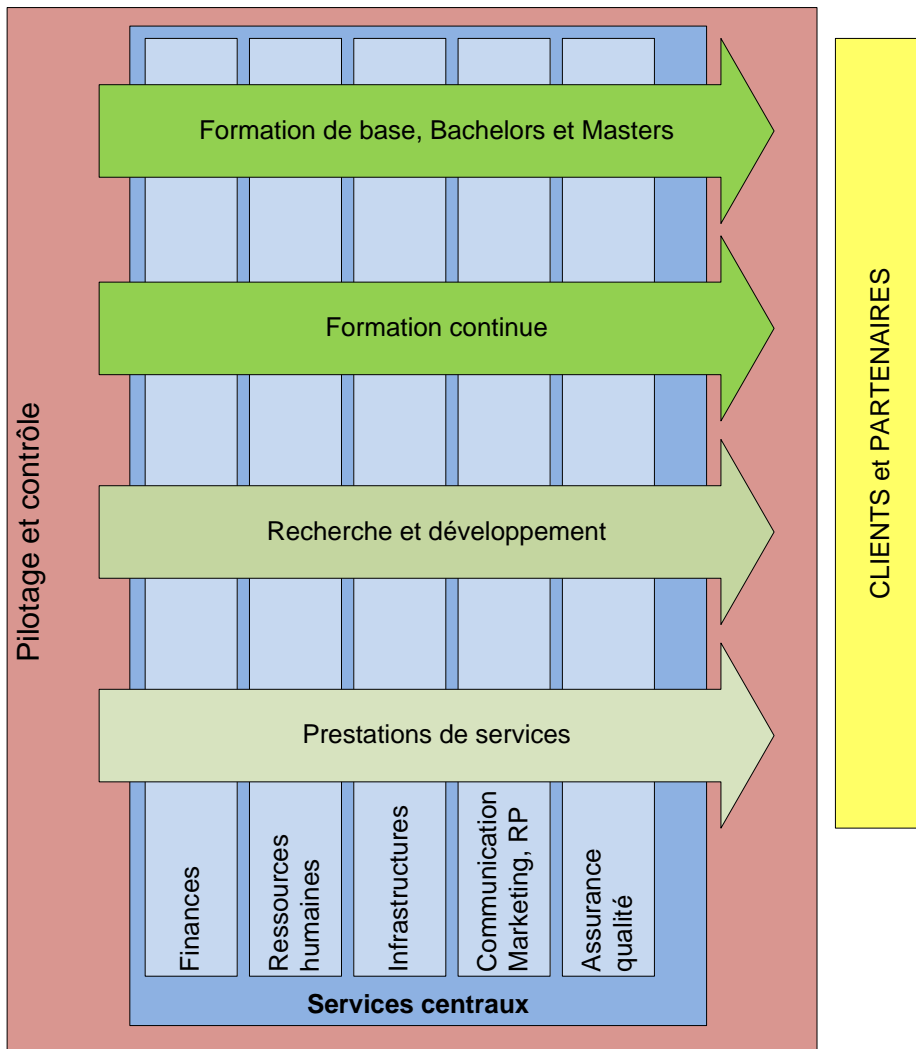 Formation de base, Bachelors et Masters
Formation continue
Recherche et développement
Prestations de services
Pilotage et contrôle
CLIENTS et PARTENAIRES
Finances
Ressources
humaines
Infrastructures
Communication
Marketing, RP
Assurance
qualité
Services centraux